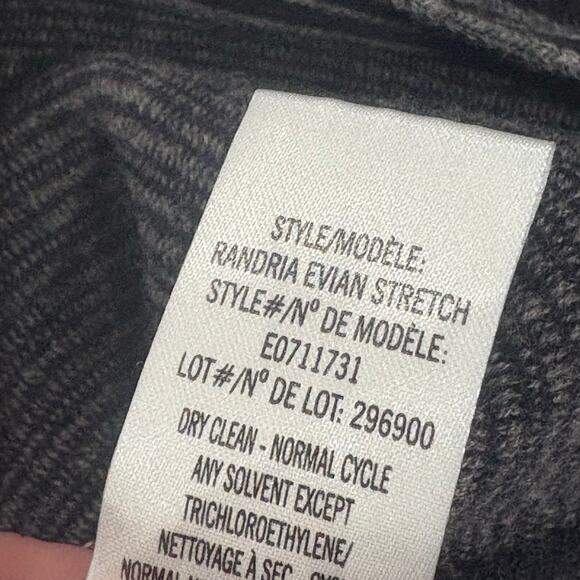 STYLE/MODÈLE:
RANDRIA EVIAN STRETCH
STYLE#/Nº DE MODÈLE:
E0711731
LOT#/Nº DE LOT: 296900
DRY CLEAN - NORMAL CYCLE
ANY SOLVENT EXCEPT
TRICHLOROETHYLENE/
NETTOYAGE À SEC
NORMAL